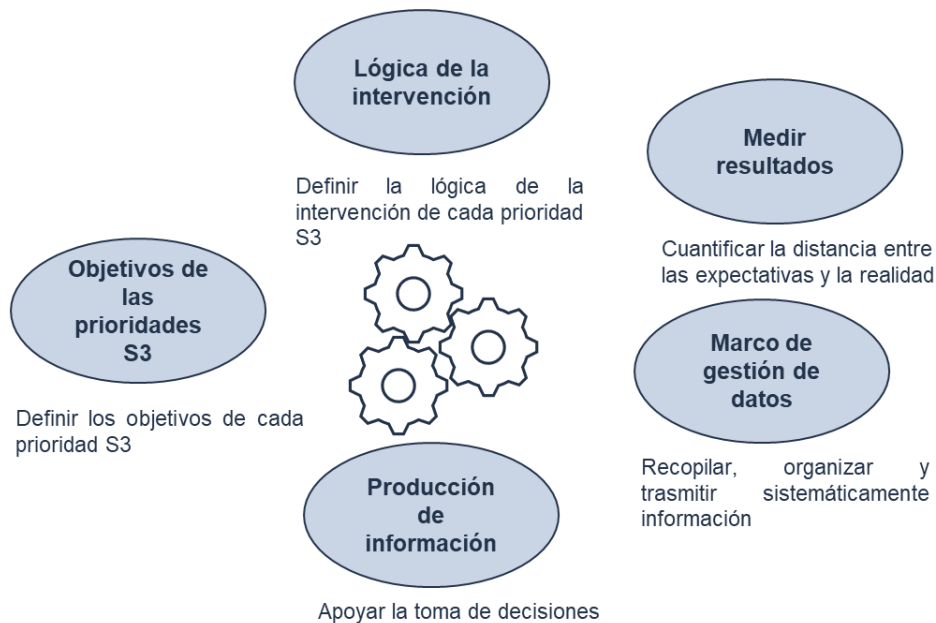 Lógica de la
intervención
Definir la lógica de la
intervención de cada prioridad
S3
Medir
resultados
Cuantificar la distancia entre
las expectativas y la realidad
Objetivos de
las
prioridades
S3
Definir los objetivos de cada
prioridad S3
Marco de
gestión de
datos
Recopilar, organizar y
trasmitir sistemáticamente
información
Producción
de
información
Apoyar la toma de decisiones